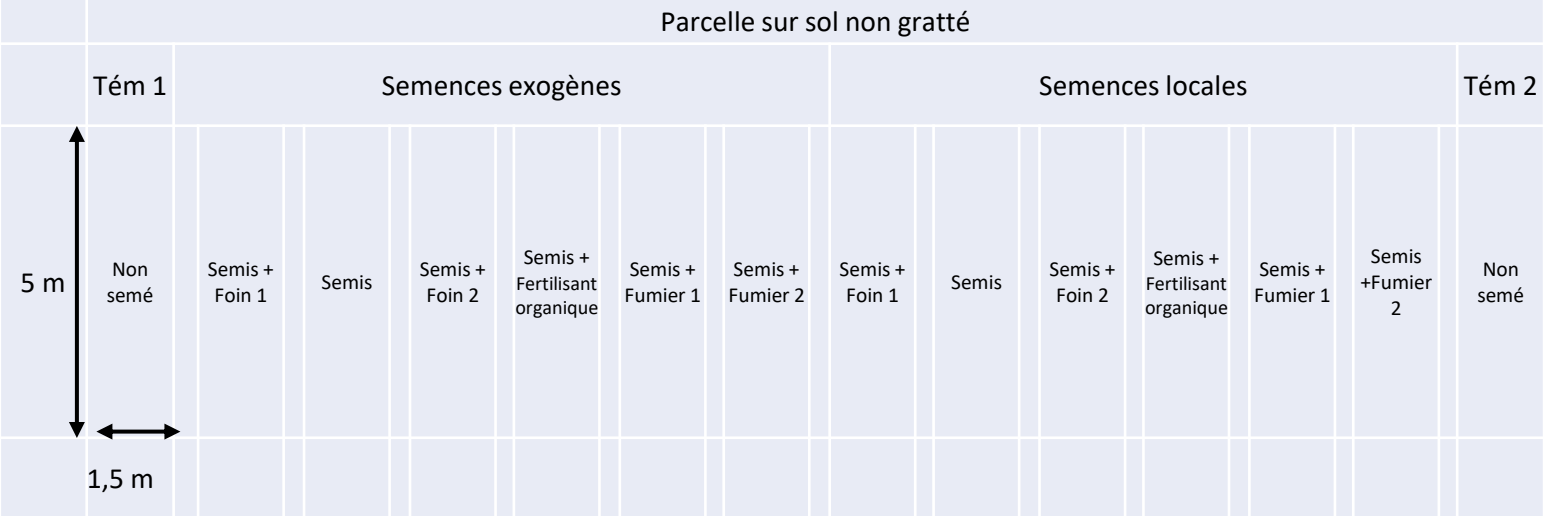 Parcelle sur sol non gratté
Tém 1
Semences exogènes
Semences locales
Tém 2
5 m
Non
semé
Semis +
Foin 1
Semis
Semis +
Foin 2
Semis +
Fertilisant
organique
Semis +
Fumier 1
Semis +
Fumier 2
Semis +
Foin 1
Semis
Semis +
Foin 2
Semis +
Fertilisant
organique
Semis +
Fumier 1
Semis
+Fumier
2
Non
semé
1,5 m